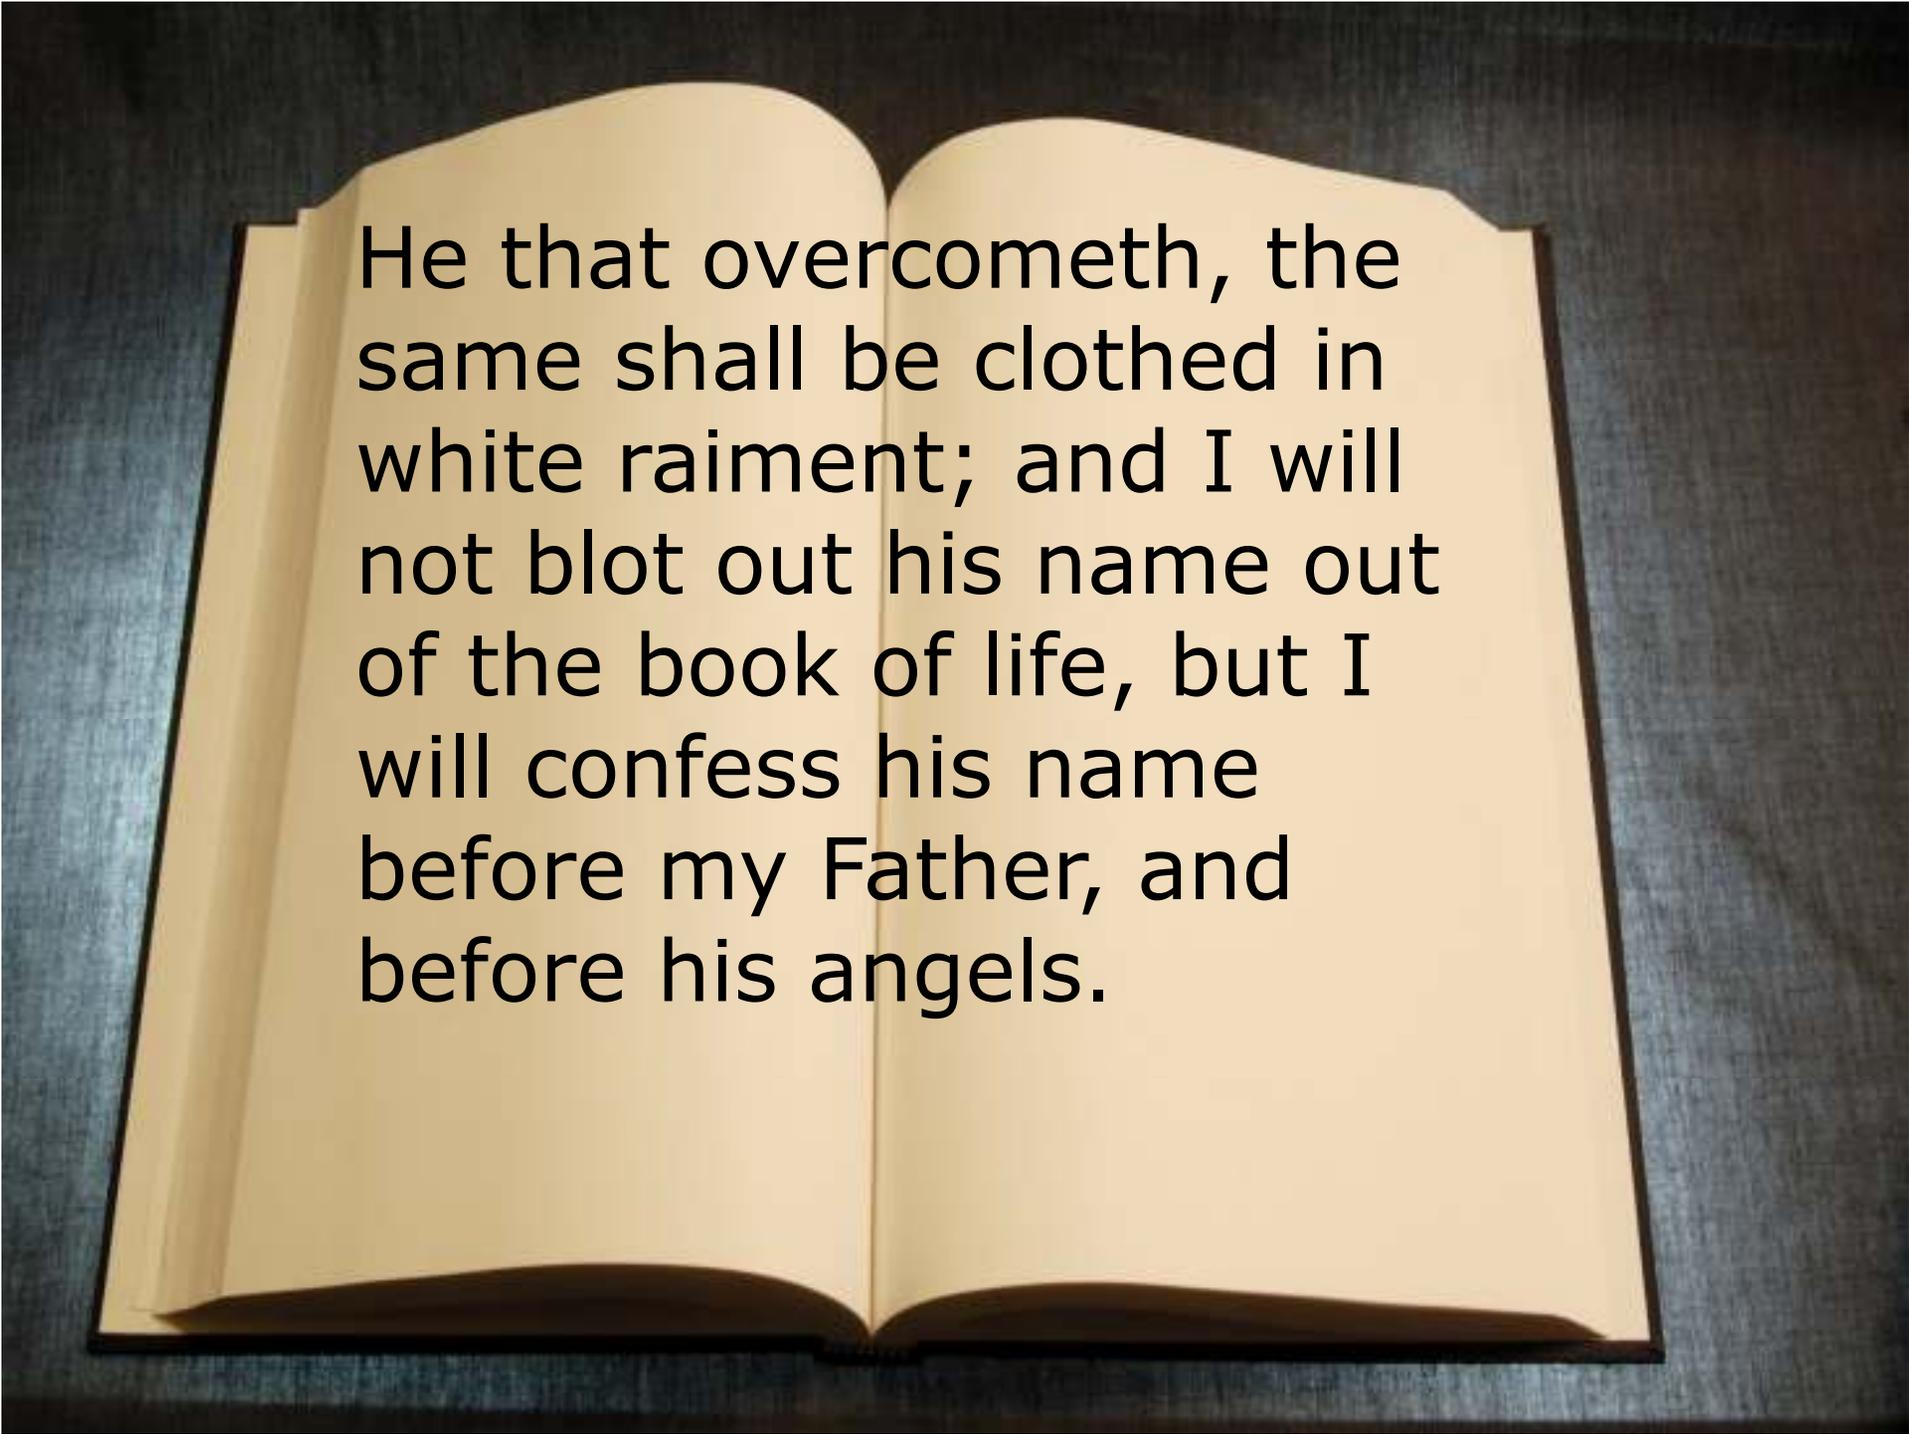 He that overcometh, the
same shall be clothed in
white raiment; and I will
not blot out his name out
of the book of life, but I
will confess his name
before my Father, and
before his angels.